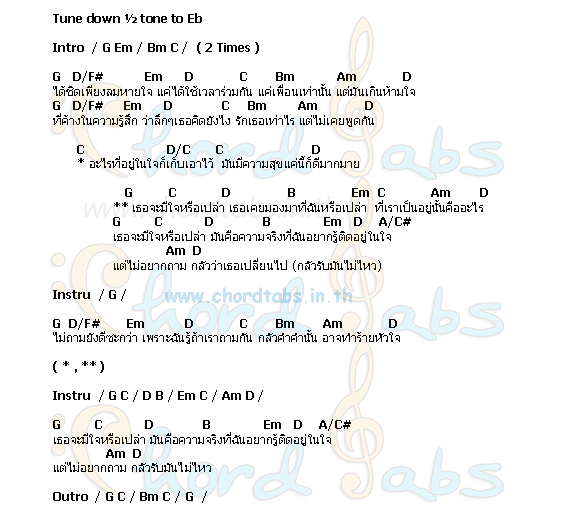 Tune down ½ tone to Eb
Intro / G Em / Bm C / ( 2 Times )
G D/F# Em D C Bm Am D
ได้ชิดเพียงลมหายใจ แค่ได้ใช้เวลาร่วมกัน แค่เพื่อนเท่านั้น แต่มันเกินห้ามใจ
G D/F# Em D C Bm Am D
ที่ค้างในความรู้สึก ว่าลึกๆเธอคิดยังไง รักเธอเท่าไร แต่ไม่เคยพูดกัน
C D/C C D
* อะไรที่อยู่ในใจก็เก็บเอาไว้ มันมีความสุขแค่นี้ก็ดีมากมาย
G C D B Em C Am D
** เธอจะมีใจหรือเปล่า เธอเคยมองมาที่ฉันหรือเปล่า ที่เราเป็นอยู่นั้นคืออะไร
G C D B Em D A/C#
เธอจะมีใจหรือเปล่า มันคือความจริงที่ฉันอยากรู้ติดอยู่ในใจ
Am D
แต่ไม่อยากถาม กลัวว่าเธอเปลี่ยนไป (กลัวรับมันไม่ไหว)
Instru / G /
www.chordtabs.in.th
G D/F# Em D C Bm Am D
ไม่ถามยังดีซะกว่า เพราะฉันรู้ถ้าเราถามกัน กลัวคำคำนั้น อาจทำร้ายหัวใจ
( * , ** )
Instru / G C / D B / Em C / Am D /
G C D B Em D A/C#
เธอจะมีใจหรือเปล่า มันคือความจริงที่ฉันอยากรู้ติดอยู่ในใจ
Am D
แต่ไม่อยากถาม กลัวรับมันไม่ไหว
Outro / G C / Bm C / G /